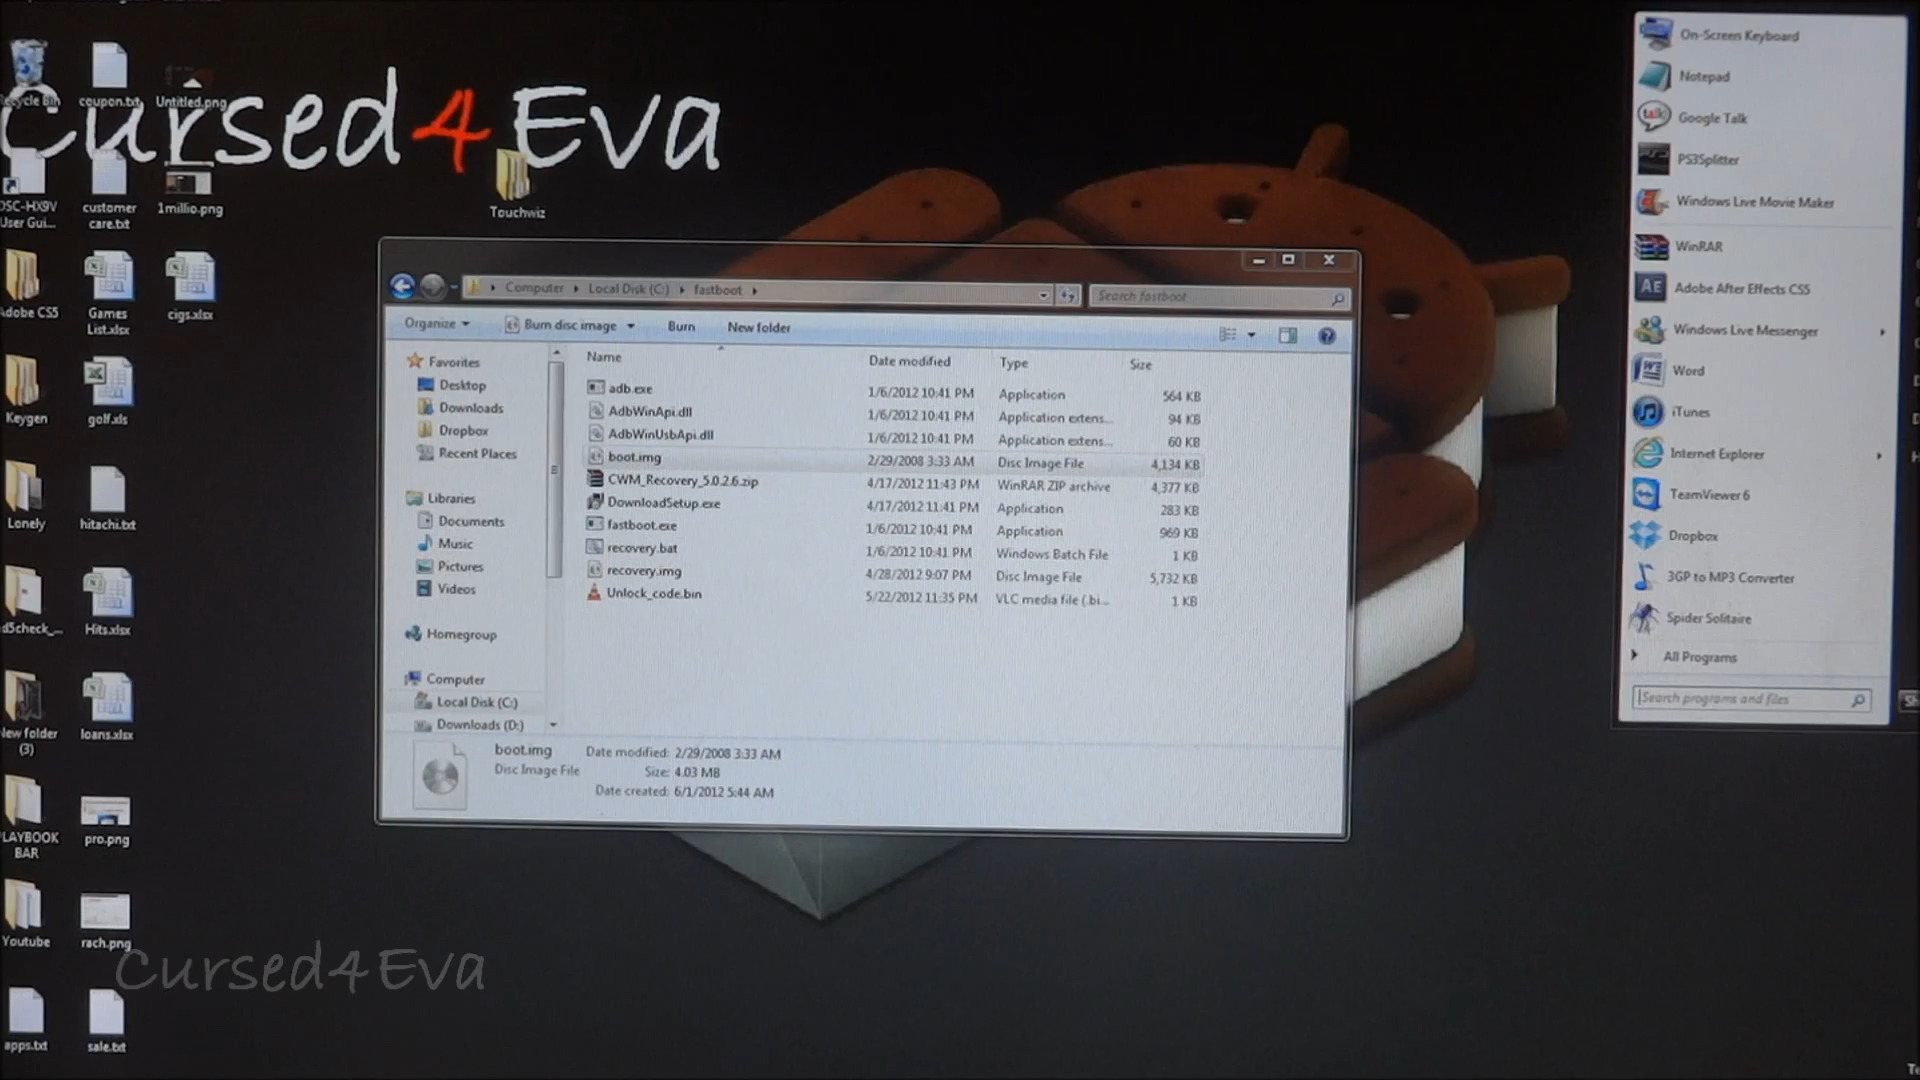 Cursed4Eva
Recycle Bin
coupon.txt
Untitled.png
DSC-HX9V
User Gui...
customer
care.txt
1millio.png
Touchwiz
Adobe CS5
Games
List.xlsx
cigs.xlsx
Keygen
golf.xls
Lonely
hitachi.txt
d5check_...
Hits.xlsx
New folder
(3)
loans.xlsx
PLAYBOOK
BAR
pro.png
Youtube
rach.png
apps.txt
sale.txt
Computer Local Disk (C:) fastboot
Search fastboot
Organize Burn disc image Burn New folder
Name Date modified Type Size
Favorites
Desktop
Downloads
Dropbox
Recent Places
Libraries
Documents
Music
Pictures
Videos
Homegroup
Computer
Local Disk (C:)
Downloads (D:)
adb.exe 1/6/2012 10:41 PM Application 564 KB
AdbWinApi.dll 1/6/2012 10:41 PM Application extens... 94 KB
AdbWinUsbApi.dll 1/6/2012 10:41 PM Application extens... 60 KB
boot.img 2/29/2008 3:33 AM Disc Image File 4,134 KB
CWM_Recovery_5.0.2.6.zip 4/17/2012 11:43 PM WinRAR ZIP archive 4,377 KB
DownloadSetup.exe 4/17/2012 11:41 PM Application 283 KB
fastboot.exe 1/6/2012 10:41 PM Application 969 KB
recovery.bat 1/6/2012 10:41 PM Windows Batch File 1 KB
recovery.img 4/28/2012 9:07 PM Disc Image File 5,732 KB
Unlock_code.bin 5/22/2012 11:35 PM VLC media file (.bi... 1 KB
boot.img Date modified: 2/29/2008 3:33 AM
Disc Image File Size: 4.03 MB
Date created: 6/1/2012 5:44 AM
On-Screen Keyboard
Notepad
talk Google Talk
PS3Splitter
Windows Live Movie Maker
WinRAR
AE Adobe After Effects CS5
Windows Live Messenger
Word
iTunes
Internet Explorer
TeamViewer 6
Dropbox
3GP to MP3 Converter
Spider Solitaire
All Programs
Search programs and files
Sh
Cursed4Eva